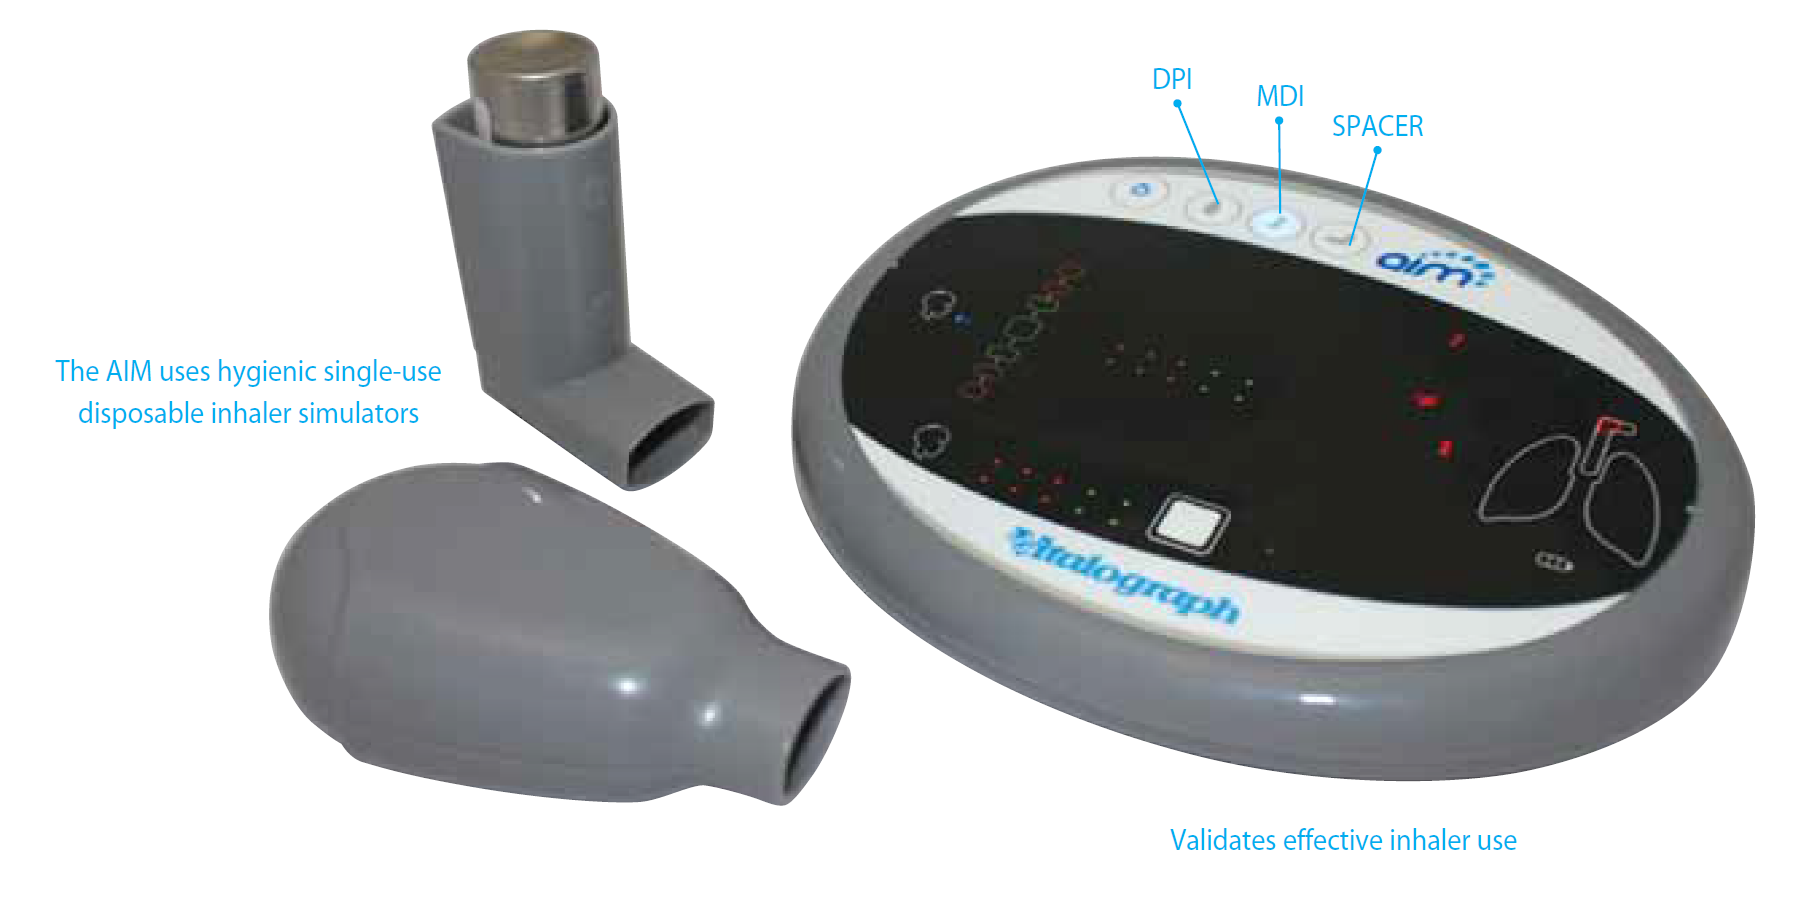 DPI
MDI
SPACER
aim
The AIM uses hygienic single-use
disposable inhaler simulators
Vitalograph
Validates effective inhaler use